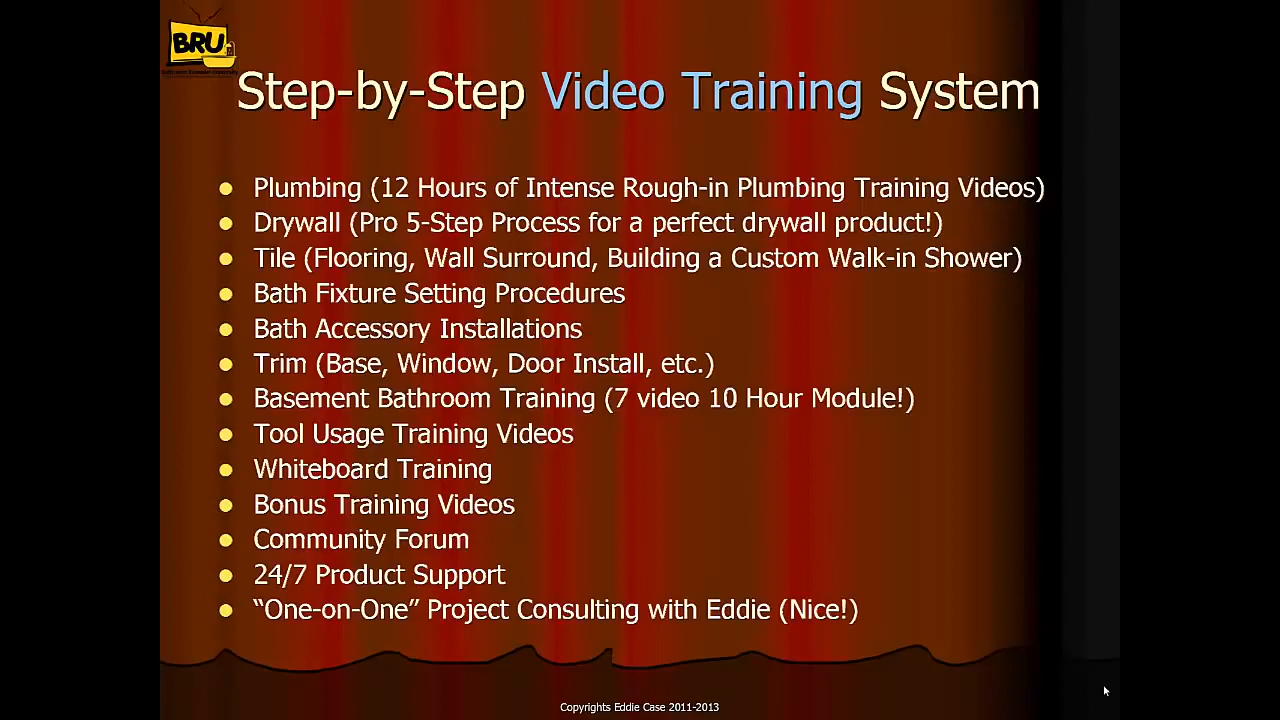 BRU
Step-by-Step Video Training System
Plumbing (12 Hours of Intense Rough-in Plumbing Training Videos)
Drywall (Pro 5-Step Process for a perfect drywall product!)
Tile (Flooring, Wall Surround, Building a Custom Walk-in Shower)
Bath Fixture Setting Procedures
Bath Accessory Installations
Trim (Base, Window, Door Install, etc.)
Basement Bathroom Training (7 video 10 Hour Module!)
Tool Usage Training Videos
Whiteboard Training
Bonus Training Videos
Community Forum
24/7 Product Support
“One-on-One” Project Consulting with Eddie (Nice!)
Copyrights Eddie Case 2011-2013